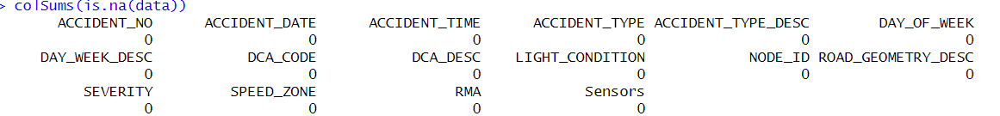 > colSums(is.na(data))
ACCIDENT_NO ACCIDENT_DATE ACCIDENT_TIME ACCIDENT_TYPE ACCIDENT_TYPE_DESC DAY_OF_WEEK
0 0 0 0 0 0
DAY_WEEK_DESC DCA_CODE DCA_DESC LIGHT_CONDITION NODE_ID ROAD_GEOMETRY_DESC
0 0 0 0 0 0
SEVERITY SPEED_ZONE RMA Sensors
0 0 0 0